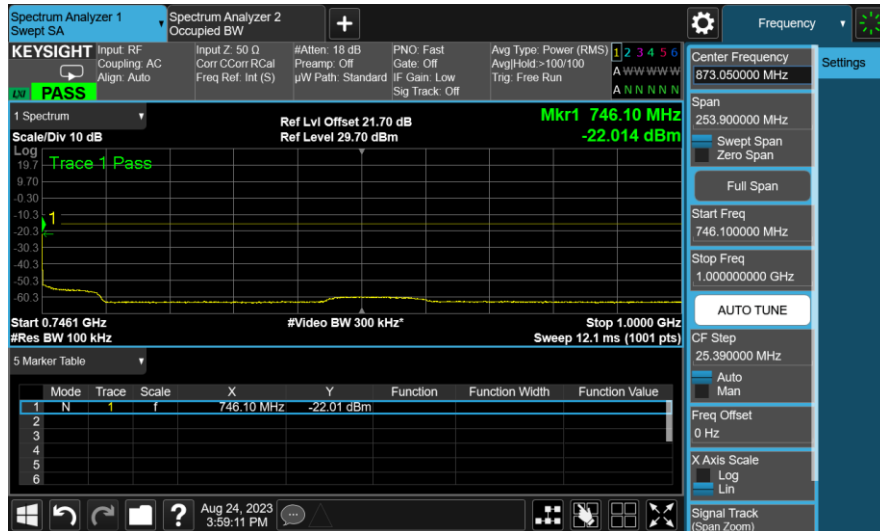 Spectrum Analyzer 1
Swept SA
Spectrum Analyzer 2
Occupied BW
+
Frequency
KEYSIGHT
LXI
PASS
Input: RF
Coupling: AC
Align: Auto
Input Z: 50 Ω
Corr CCorr RCal
Freq Ref: Int (S)
#Atten: 18 dB
Preamp: Off
µW Path: Standard
PNO: Fast
Gate: Off
IF Gain: Low
Sig Track: Off
Avg Type: Power (RMS)
Avg|Hold:>100/100
Trig: Free Run
1 2 3 4 5 6
A W W W W W
A N N N N N
1 Spectrum
Scale/Div 10 dB
Ref Lvl Offset 21.70 dB
Ref Level 29.70 dBm
Mkr1 746.10 MHz
-22.014 dBm
Log
Trace 1 Pass
19.7
9.70
-0.30
-10.3
-20.3
-30.3
-40.3
-50.3
-60.3
1
Start 0.7461 GHz
#Res BW 100 kHz
#Video BW 300 kHz*
Stop 1.0000 GHz
Sweep 12.1 ms (1001 pts)
5 Marker Table
Mode Trace Scale X Y Function Function Width Function Value
1 N 1 f 746.10 MHz -22.01 dBm
2
3
4
5
6
Aug 24, 2023
3:59:11 PM
?
Center Frequency
873.050000 MHz
Span
253.900000 MHz
Swept Span
Zero Span
Full Span
Start Freq
746.100000 MHz
Stop Freq
1.000000000 GHz
AUTO TUNE
CF Step
25.390000 MHz
Auto
Man
Freq Offset
0 Hz
X Axis Scale
Log
Lin
Signal Track
(Span Zoom)
Settings